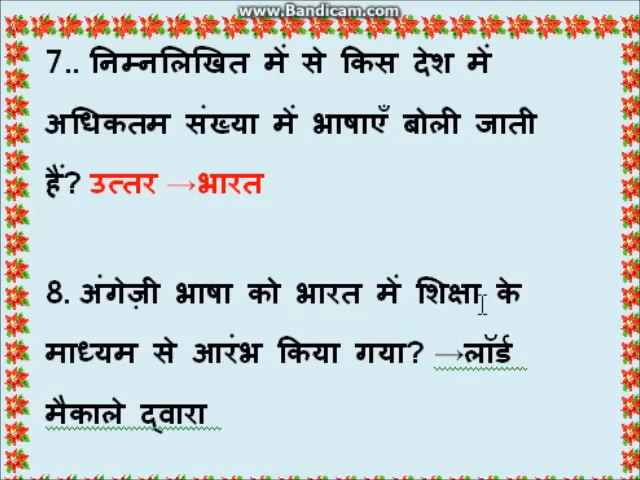 www.Bandicam.com
7.. निम्नलिखित में से किस देश में
अधिकतम संख्या में भाषाएँ बोली जाती
हैं? उत्तर →भारत
8. अंगेज़ी भाषा को भारत में शिक्षा के
माध्यम से आरंभ किया गया? →लॉर्ड
मैकाले द्वारा